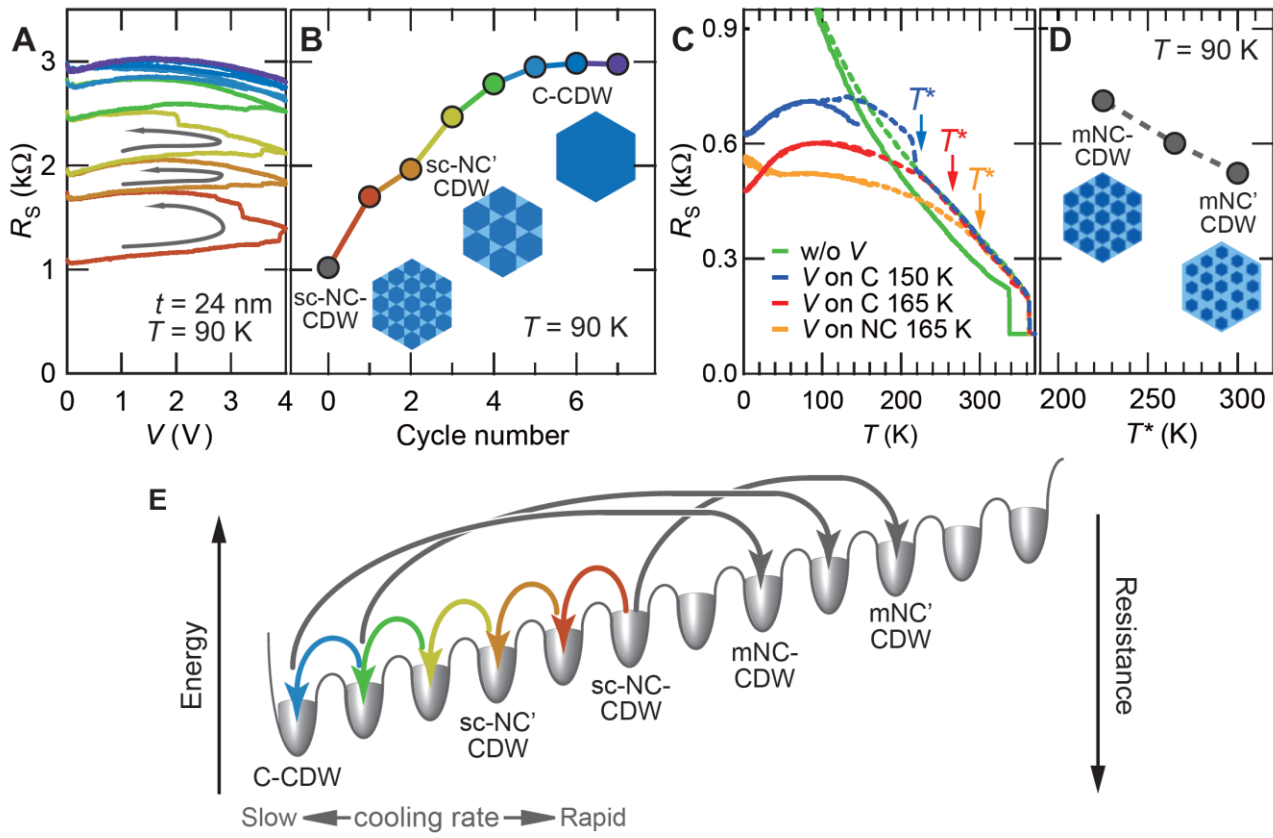 A
3
2
1
0
R_S (kΩ)
t = 24 nm
T = 90 K
0 1 2 3 4
V (V)
B
C-CDW
sc-NC'
CDW
sc-NC-
CDW
T = 90 K
0 2 4 6
Cycle number
C
0.9
0.6
0.3
0.0
R_S (kΩ)
T*
T*
T*
w/o V
V on C 150 K
V on C 165 K
V on NC 165 K
0 100 200 300
T (K)
D
T = 90 K
mNC-
CDW
mNC'
CDW
200 250 300
T* (K)
E
Energy
Resistance
C-CDW
sc-NC'
CDW
sc-NC-
CDW
mNC-
CDW
mNC'
CDW
Slow cooling rate Rapid